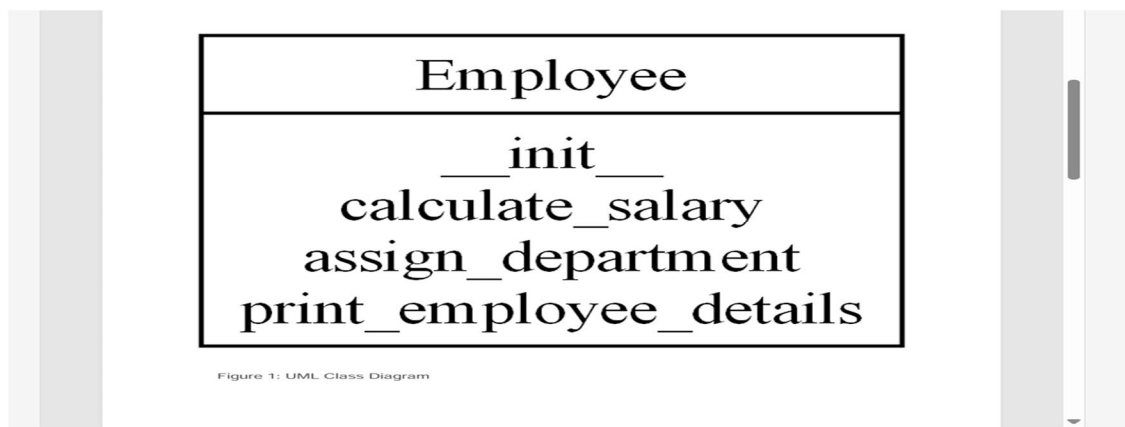 Employee
__init__
calculate_salary
assign_department
print_employee_details
Figure 1: UML Class Diagram